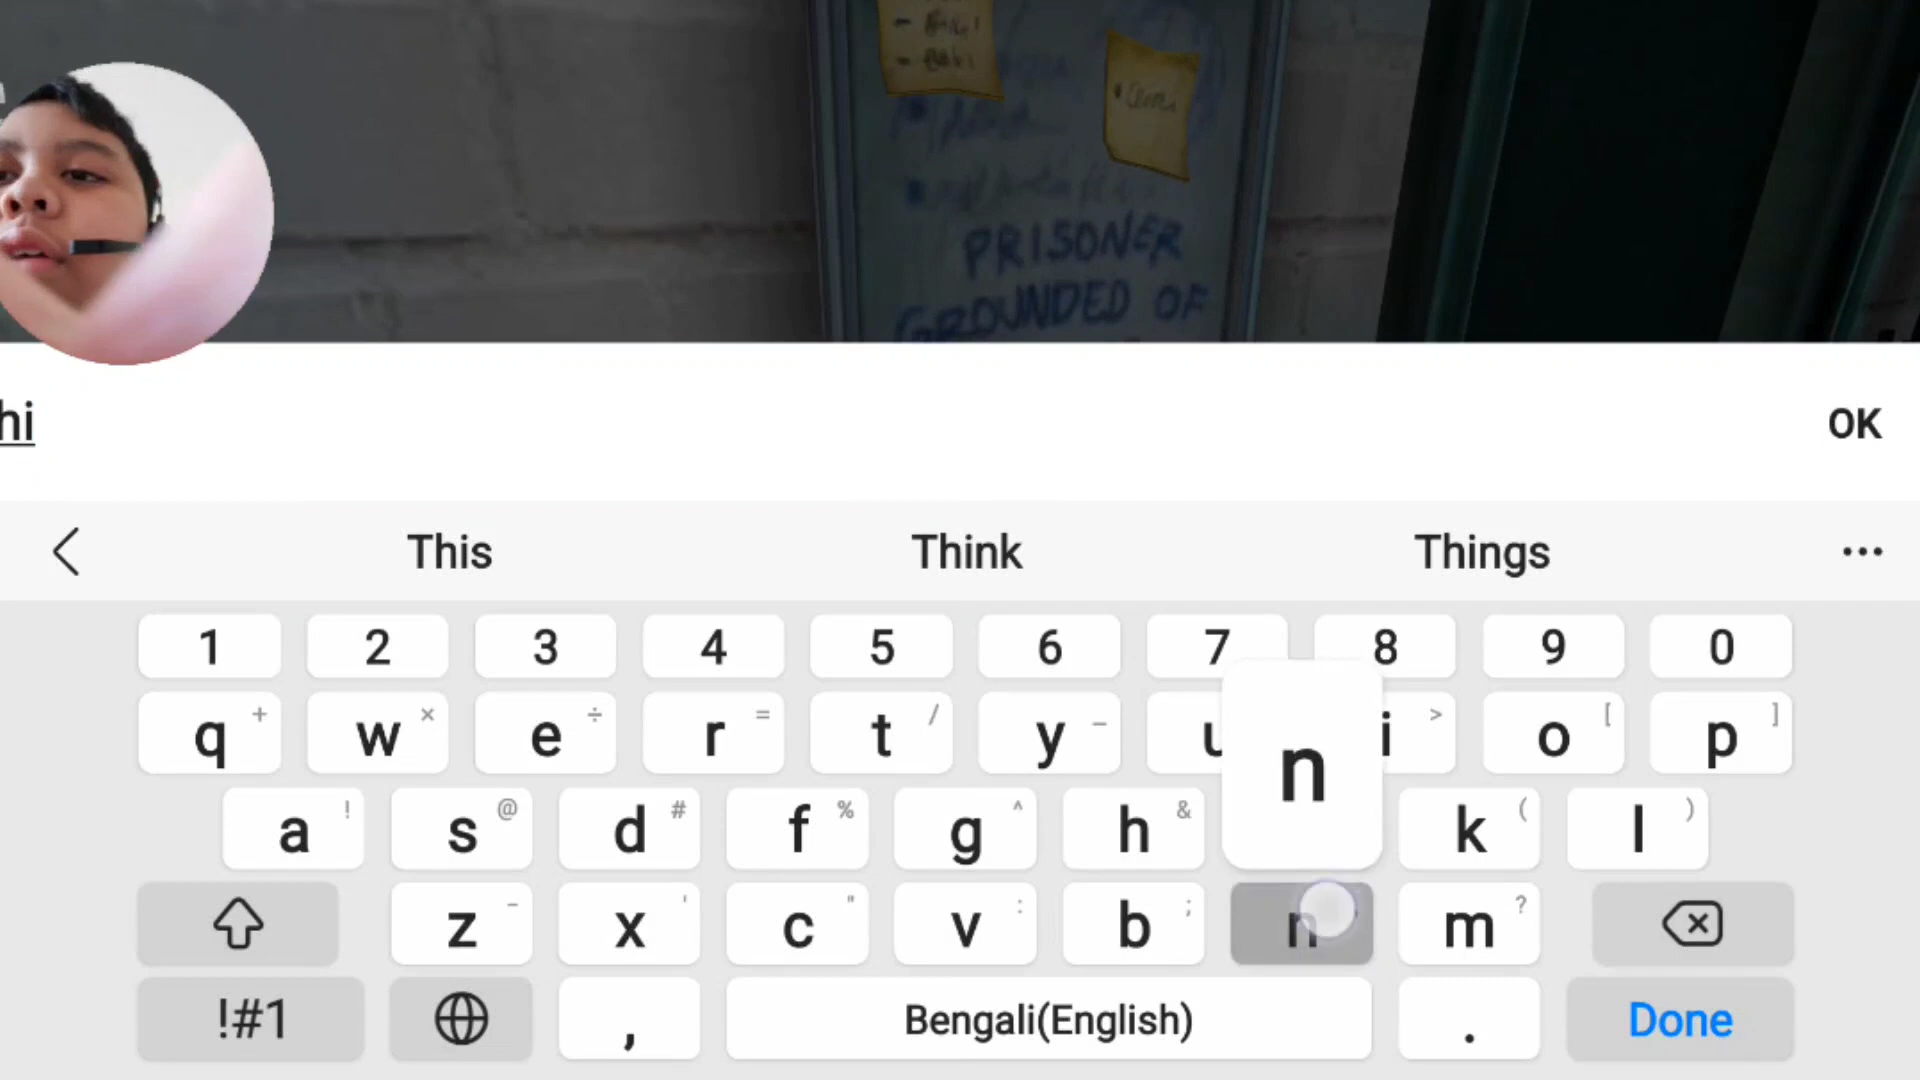 PRISONER
GROUNDED OF
hi
OK
This Think Things
1 2 3 4 5 6 7 8 9 0
q + w × e ÷ r = t / y _ u i > o [ p ]
n
a ! s @ d # f % g ^ h & k ( l )
z - x ' c " v : b ; n m ?
!#1 , Bengali(English) . Done